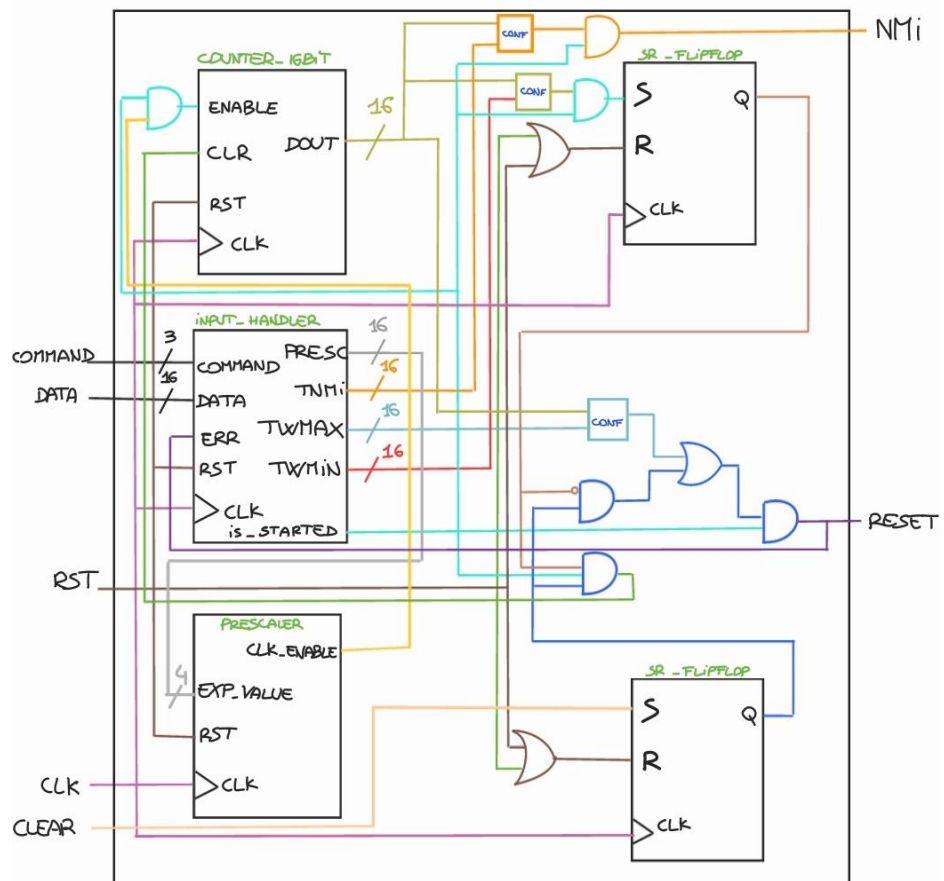 NMi
COUNTER_16BiT
ENABLE
CLR
RST
CLK
DOUT
16
CONF
CONF
SR_FLiPFLOP
S
R
CLK
Q
iNPUT_HANDLER
COMMAND
3
DATA
16
COMMAND
DATA
ERR
RST
CLK
PRESC
16
TNMi
16
TWMAX
16
TWMiN
16
is_STARTED
CONF
RESET
RST
PRESCALER
CLK_ENABLE
4
EXP_VALUE
RST
CLK
CLK
CLEAR
SR_FLiPFLOP
S
R
CLK
Q